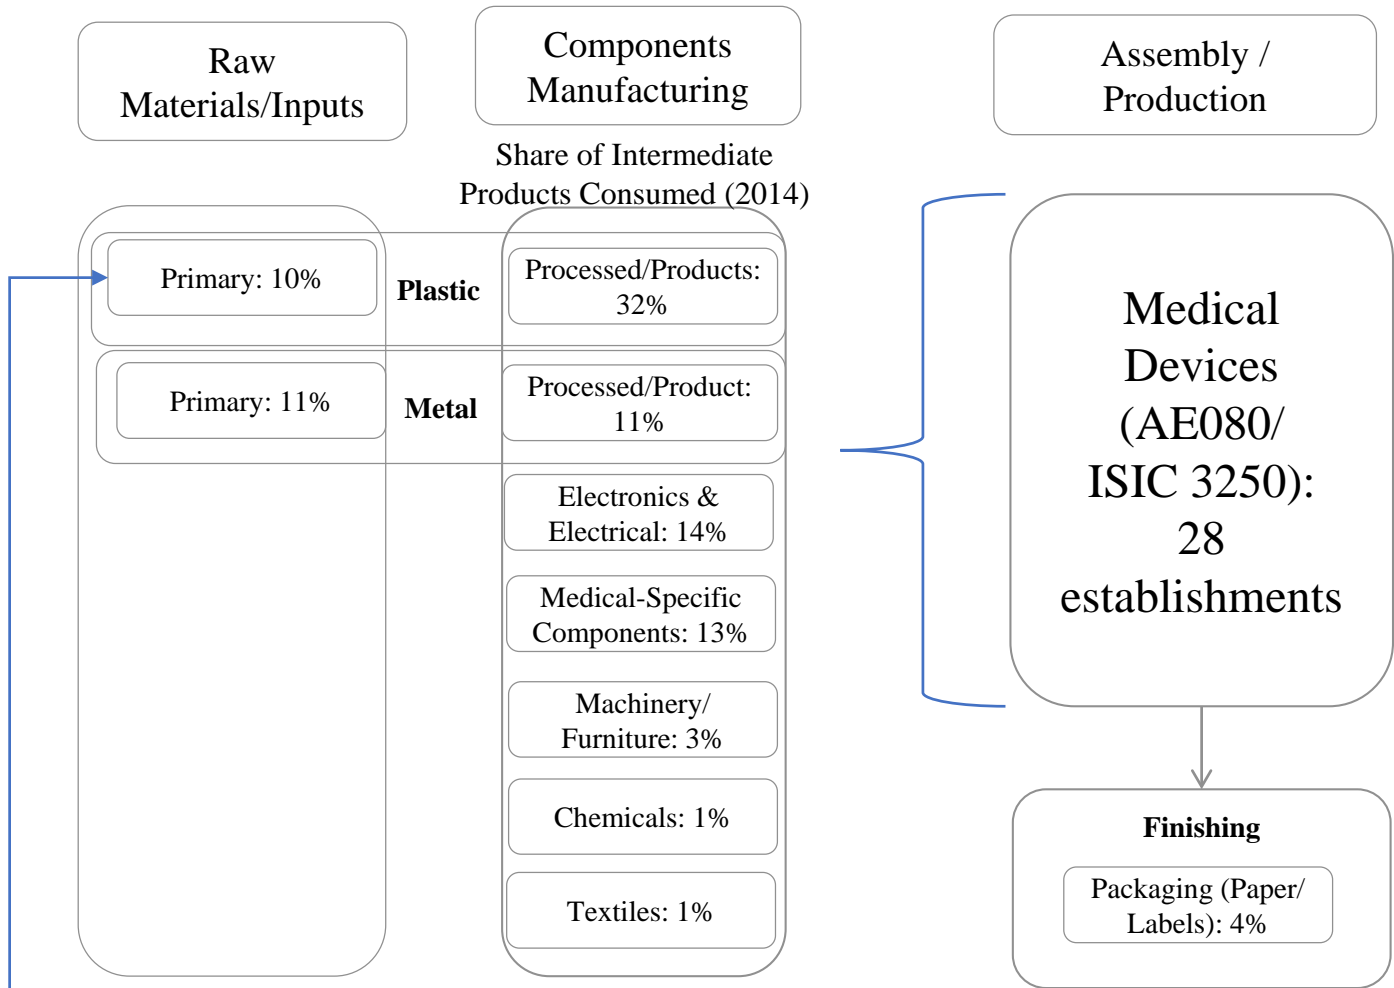 Raw
Materials/Inputs
Components
Manufacturing
Assembly /
Production
Share of Intermediate
Products Consumed (2014)
Primary: 10%
Plastic
Processed/Products:
32%
Primary: 11%
Metal
Processed/Product:
11%
Electronics &
Electrical: 14%
Medical-Specific
Components: 13%
Machinery/
Furniture: 3%
Chemicals: 1%
Textiles: 1%
Medical
Devices
(AE080/
ISIC 3250):
28
establishments
Finishing
Packaging (Paper/
Labels): 4%